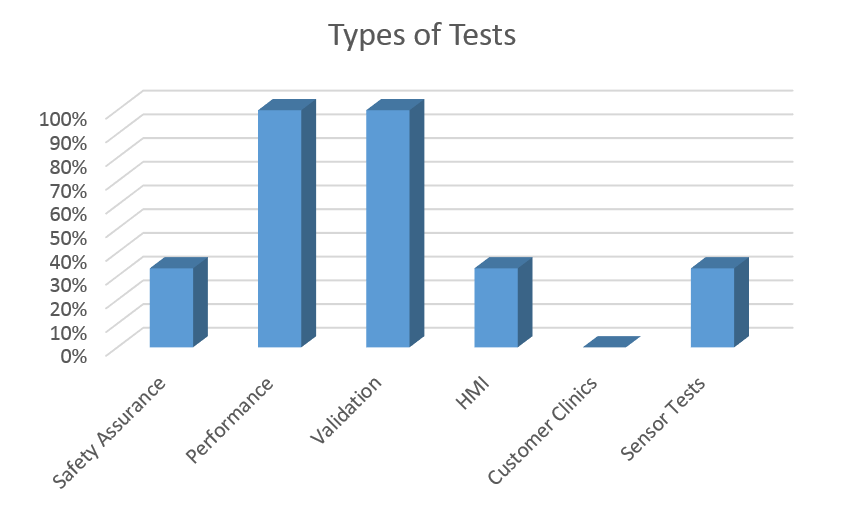 Types of Tests
100%
90%
80%
70%
60%
50%
40%
30%
20%
10%
0%
Safety Assurance
Performance
Validation
HMI
Customer Clinics
Sensor Tests